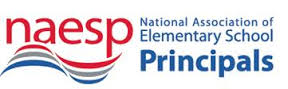 naesp
National Association of
Elementary School
Principals